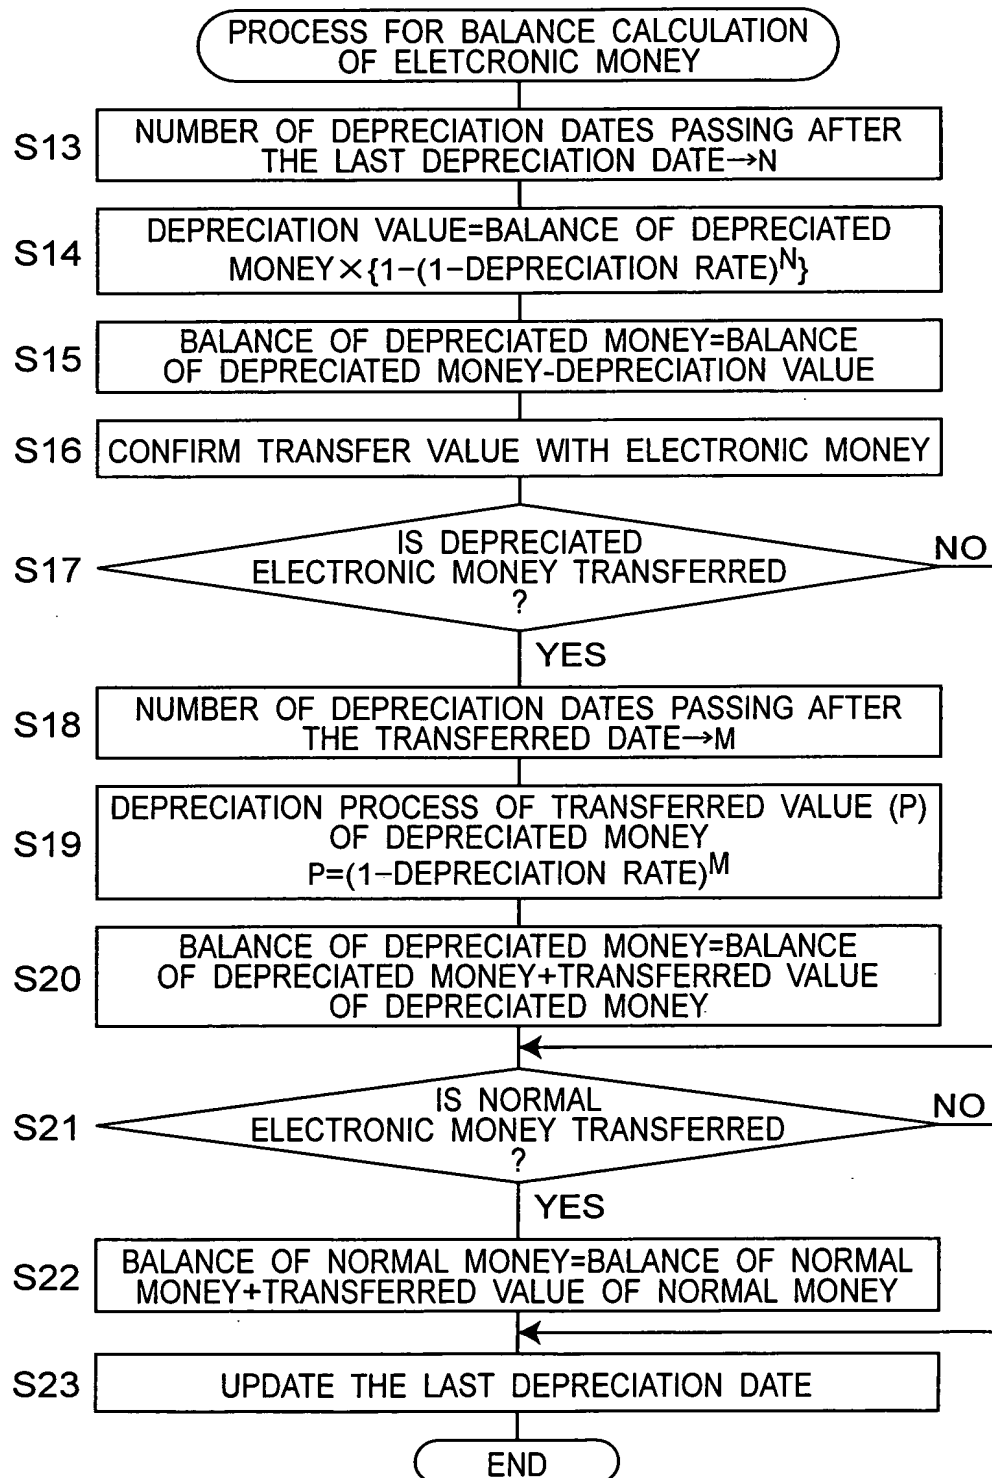 PROCESS FOR BALANCE CALCULATION
OF ELETCRONIC MONEY
S13
NUMBER OF DEPRECIATION DATES PASSING AFTER
THE LAST DEPRECIATION DATE→N
S14
DEPRECIATION VALUE=BALANCE OF DEPRECIATED
MONEY×{1-(1-DEPRECIATION RATE)^N}
S15
BALANCE OF DEPRECIATED MONEY=BALANCE
OF DEPRECIATED MONEY-DEPRECIATION VALUE
S16
CONFIRM TRANSFER VALUE WITH ELECTRONIC MONEY
S17
IS DEPRECIATED
ELECTRONIC MONEY TRANSFERRED
?
NO
YES
S18
NUMBER OF DEPRECIATION DATES PASSING AFTER
THE TRANSFERRED DATE→M
S19
DEPRECIATION PROCESS OF TRANSFERRED VALUE (P)
OF DEPRECIATED MONEY
P=(1-DEPRECIATION RATE)^M
S20
BALANCE OF DEPRECIATED MONEY=BALANCE
OF DEPRECIATED MONEY+TRANSFERRED VALUE
OF DEPRECIATED MONEY
S21
IS NORMAL
ELECTRONIC MONEY TRANSFERRED
?
NO
YES
S22
BALANCE OF NORMAL MONEY=BALANCE OF NORMAL
MONEY+TRANSFERRED VALUE OF NORMAL MONEY
S23
UPDATE THE LAST DEPRECIATION DATE
END